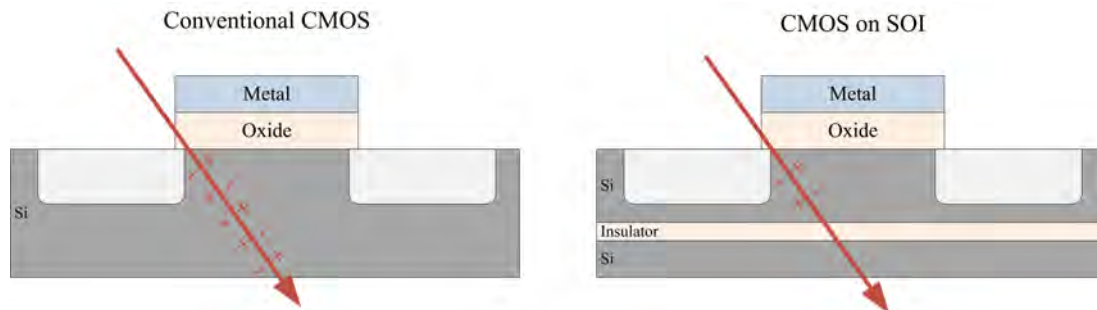 Conventional CMOS
CMOS on SOI
Metal
Oxide
Si
Metal
Oxide
Si
Insulator
Si